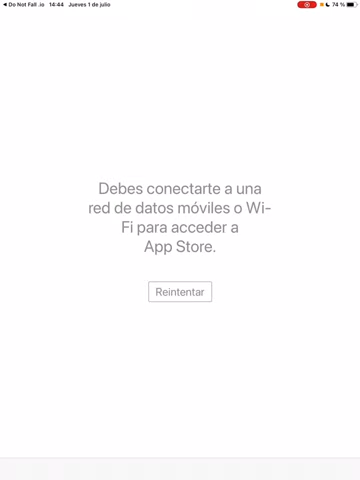 ◀ Do Not Fall .io 14:44 Jueves 1 de julio 74 %
Debes conectarte a una
red de datos móviles o Wi-
Fi para acceder a
App Store.
Reintentar